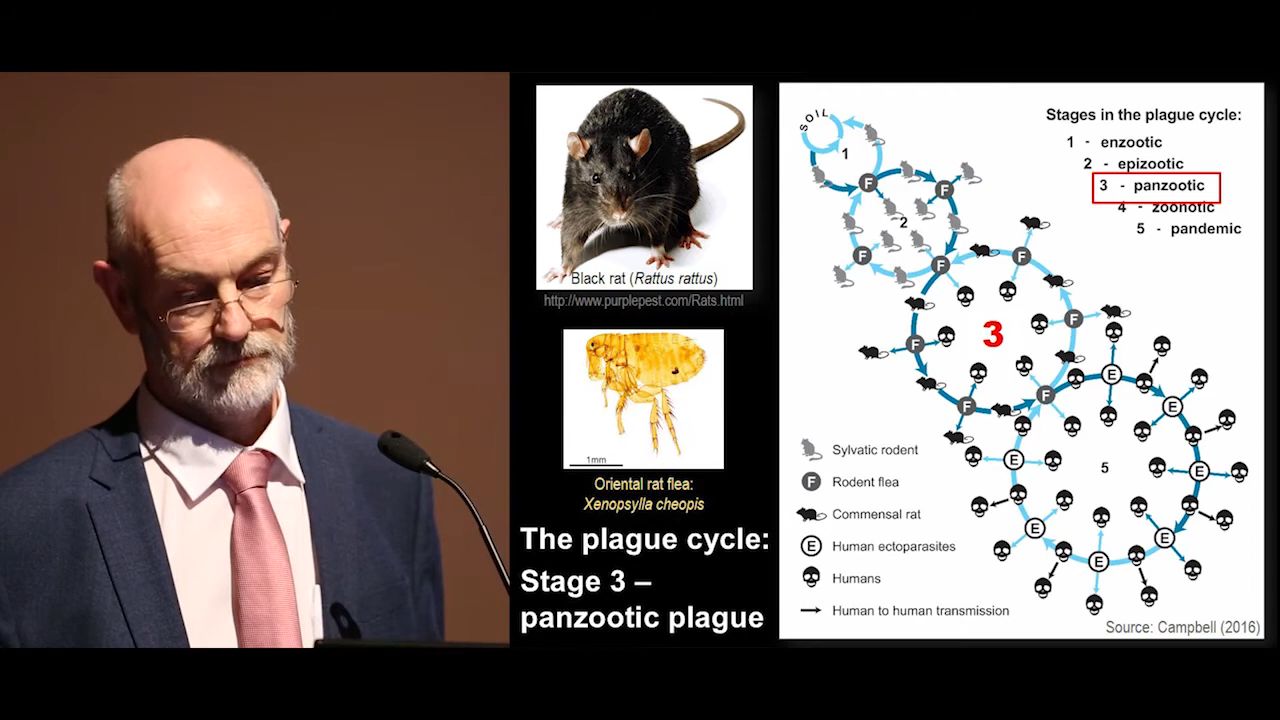 Black rat (Rattus rattus)
http://www.purplepest.com/Rats.html
1mm
Oriental rat flea:
Xenopsylla cheopis
The plague cycle:
Stage 3 –
panzootic plague
Stages in the plague cycle:
1 - enzootic
2 - epizootic
3 - panzootic
4 - zoonotic
5 - pandemic
SOIL
1
F
F
2
F
F
F
F
3
F
F
F
E
E
E
5
E
E
E
E
Sylvatic rodent
F Rodent flea
Commensal rat
E Human ectoparasites
Humans
Human to human transmission
Source: Campbell (2016)